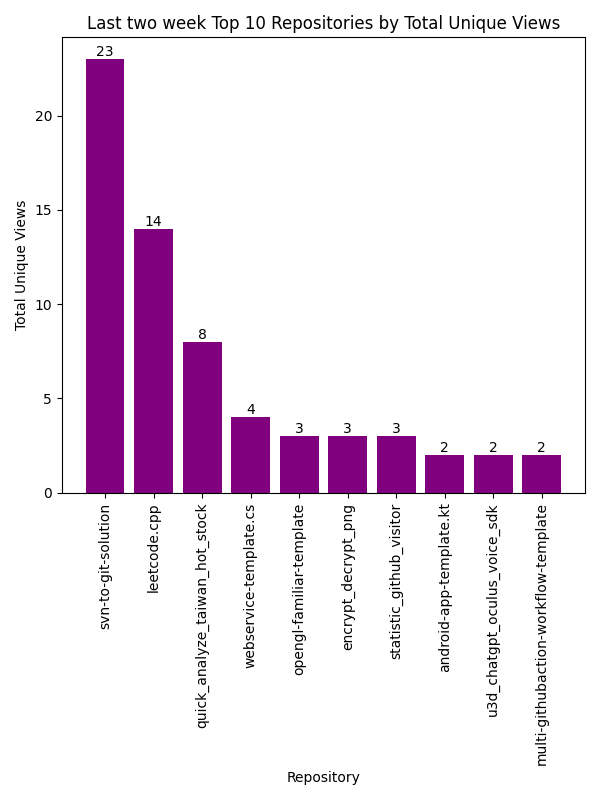 Last two week Top 10 Repositories by Total Unique Views
Total Unique Views
20
15
10
5
0
23
14
8
4
3
3
3
2
2
2
svn-to-git-solution
leetcode.cpp
quick_analyze_taiwan_hot_stock
webservice-template.cs
opengl-familiar-template
encrypt_decrypt_png
statistic_github_visitor
android-app-template.kt
u3d_chatgpt_oculus_voice_sdk
multi-githubaction-workflow-template
Repository